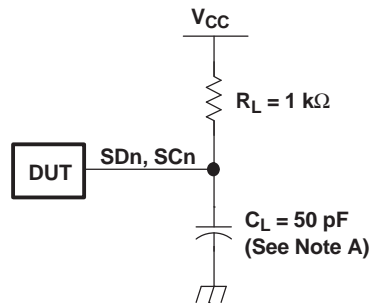 V_CC
R_L = 1 kΩ
SDn, SCn
DUT
C_L = 50 pF
(See Note A)